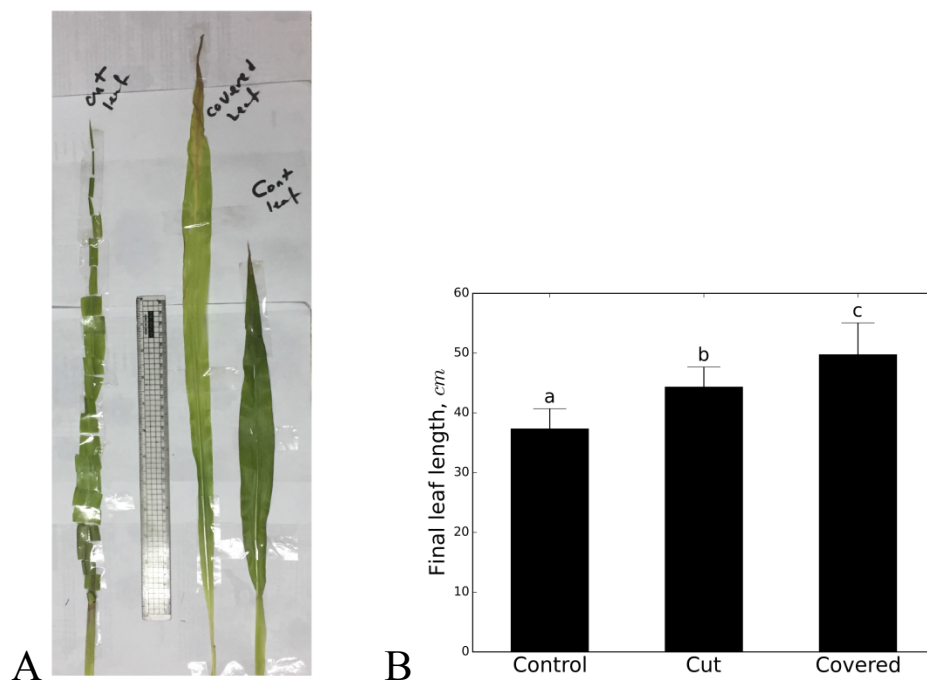 cut
leaf
covered
leaf
Cont
leaf
A
60
50
40
30
20
10
0
Final leaf length, cm
a
b
c
Control
Cut
Covered
B